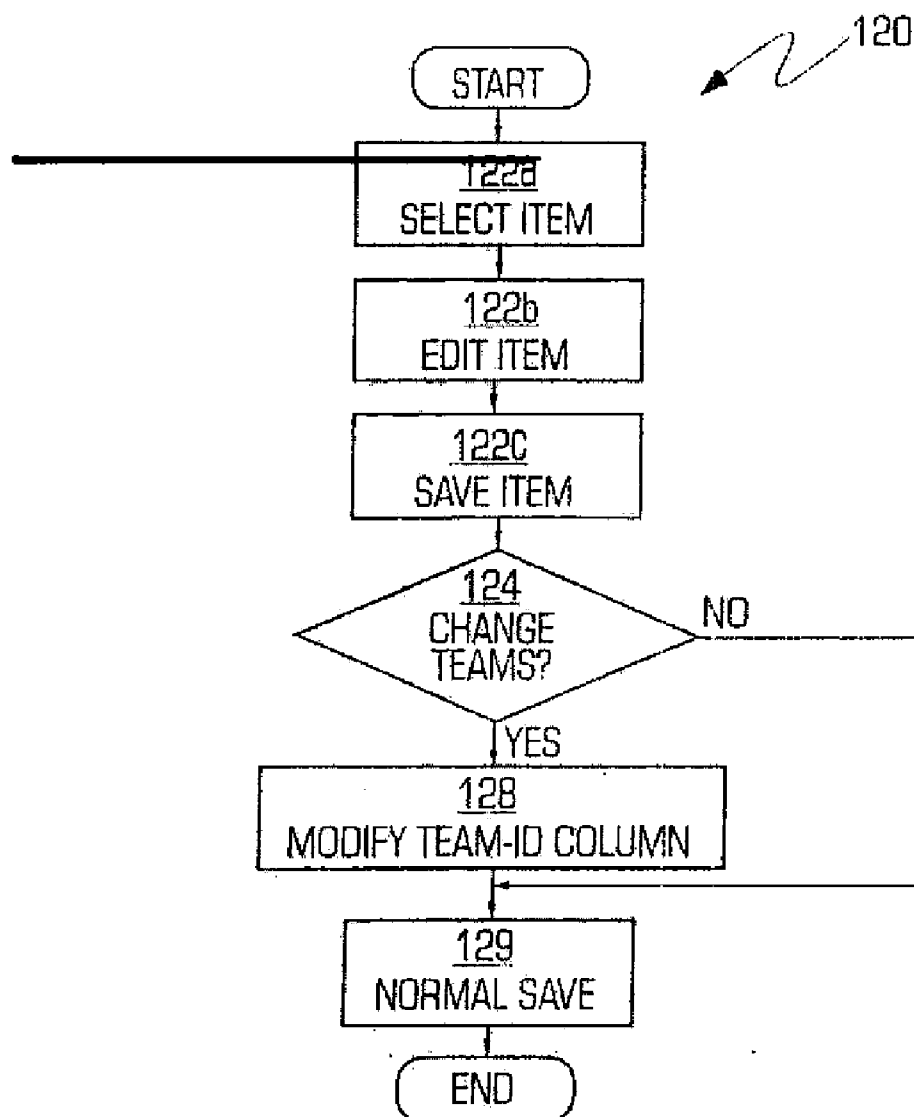 120
START
122a
SELECT ITEM
122b
EDIT ITEM
122c
SAVE ITEM
124
CHANGE
TEAMS?
NO
YES
128
MODIFY TEAM-ID COLUMN
129
NORMAL SAVE
END